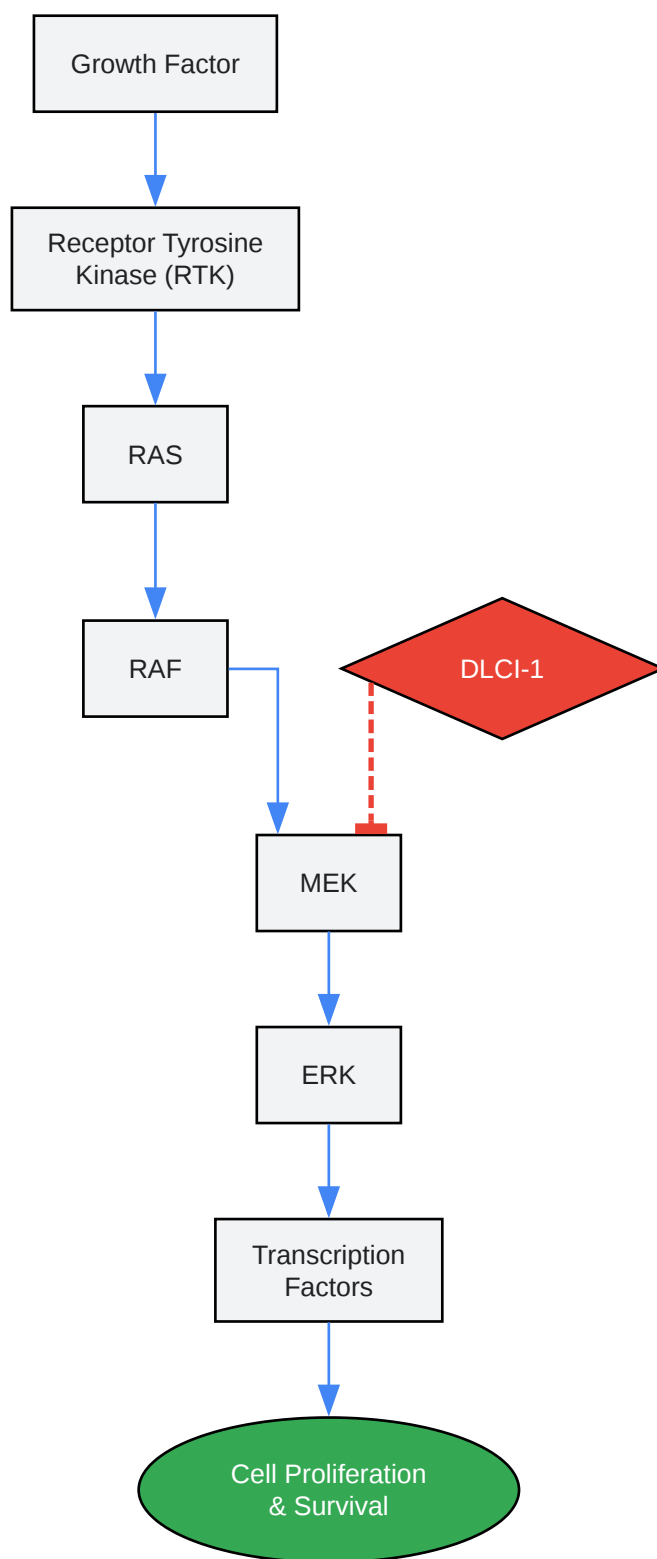 Growth Factor
Receptor Tyrosine
Kinase (RTK)
RAS
RAF
DLCI-1
MEK
ERK
Transcription
Factors
Cell Proliferation
& Survival